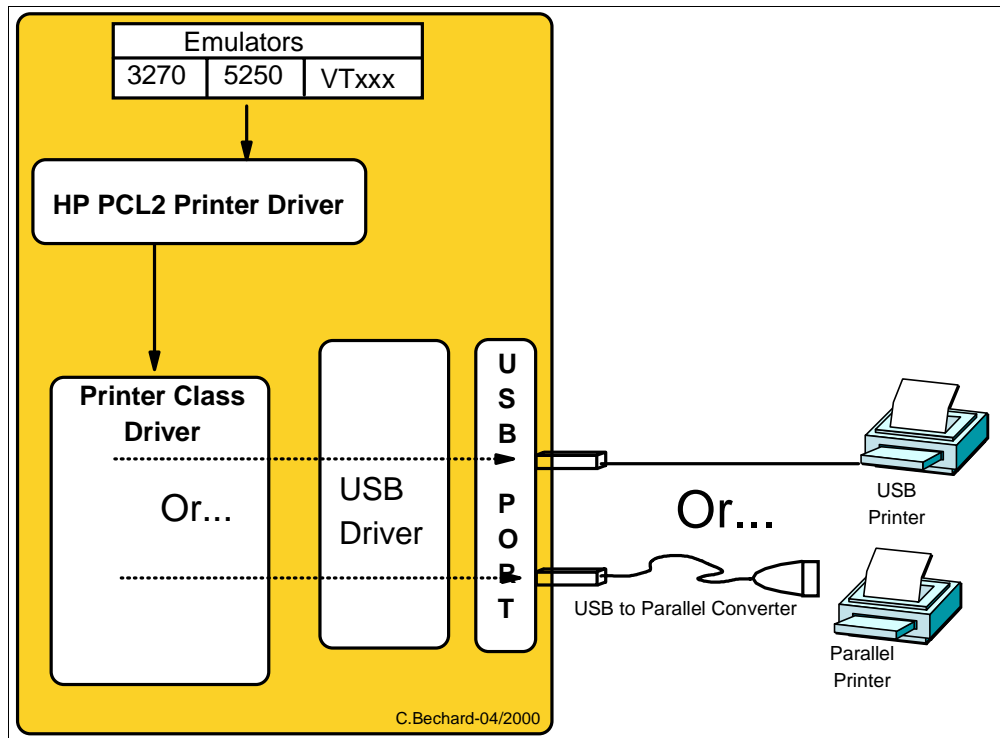 Emulators
3270 5250 VTxxx
HP PCL2 Printer Driver
Printer Class
Driver
Or...
USB
Driver
U
S
B
P
O
R
T
USB
Printer
Or...
USB to Parallel Converter
Parallel
Printer
C.Bechard-04/2000